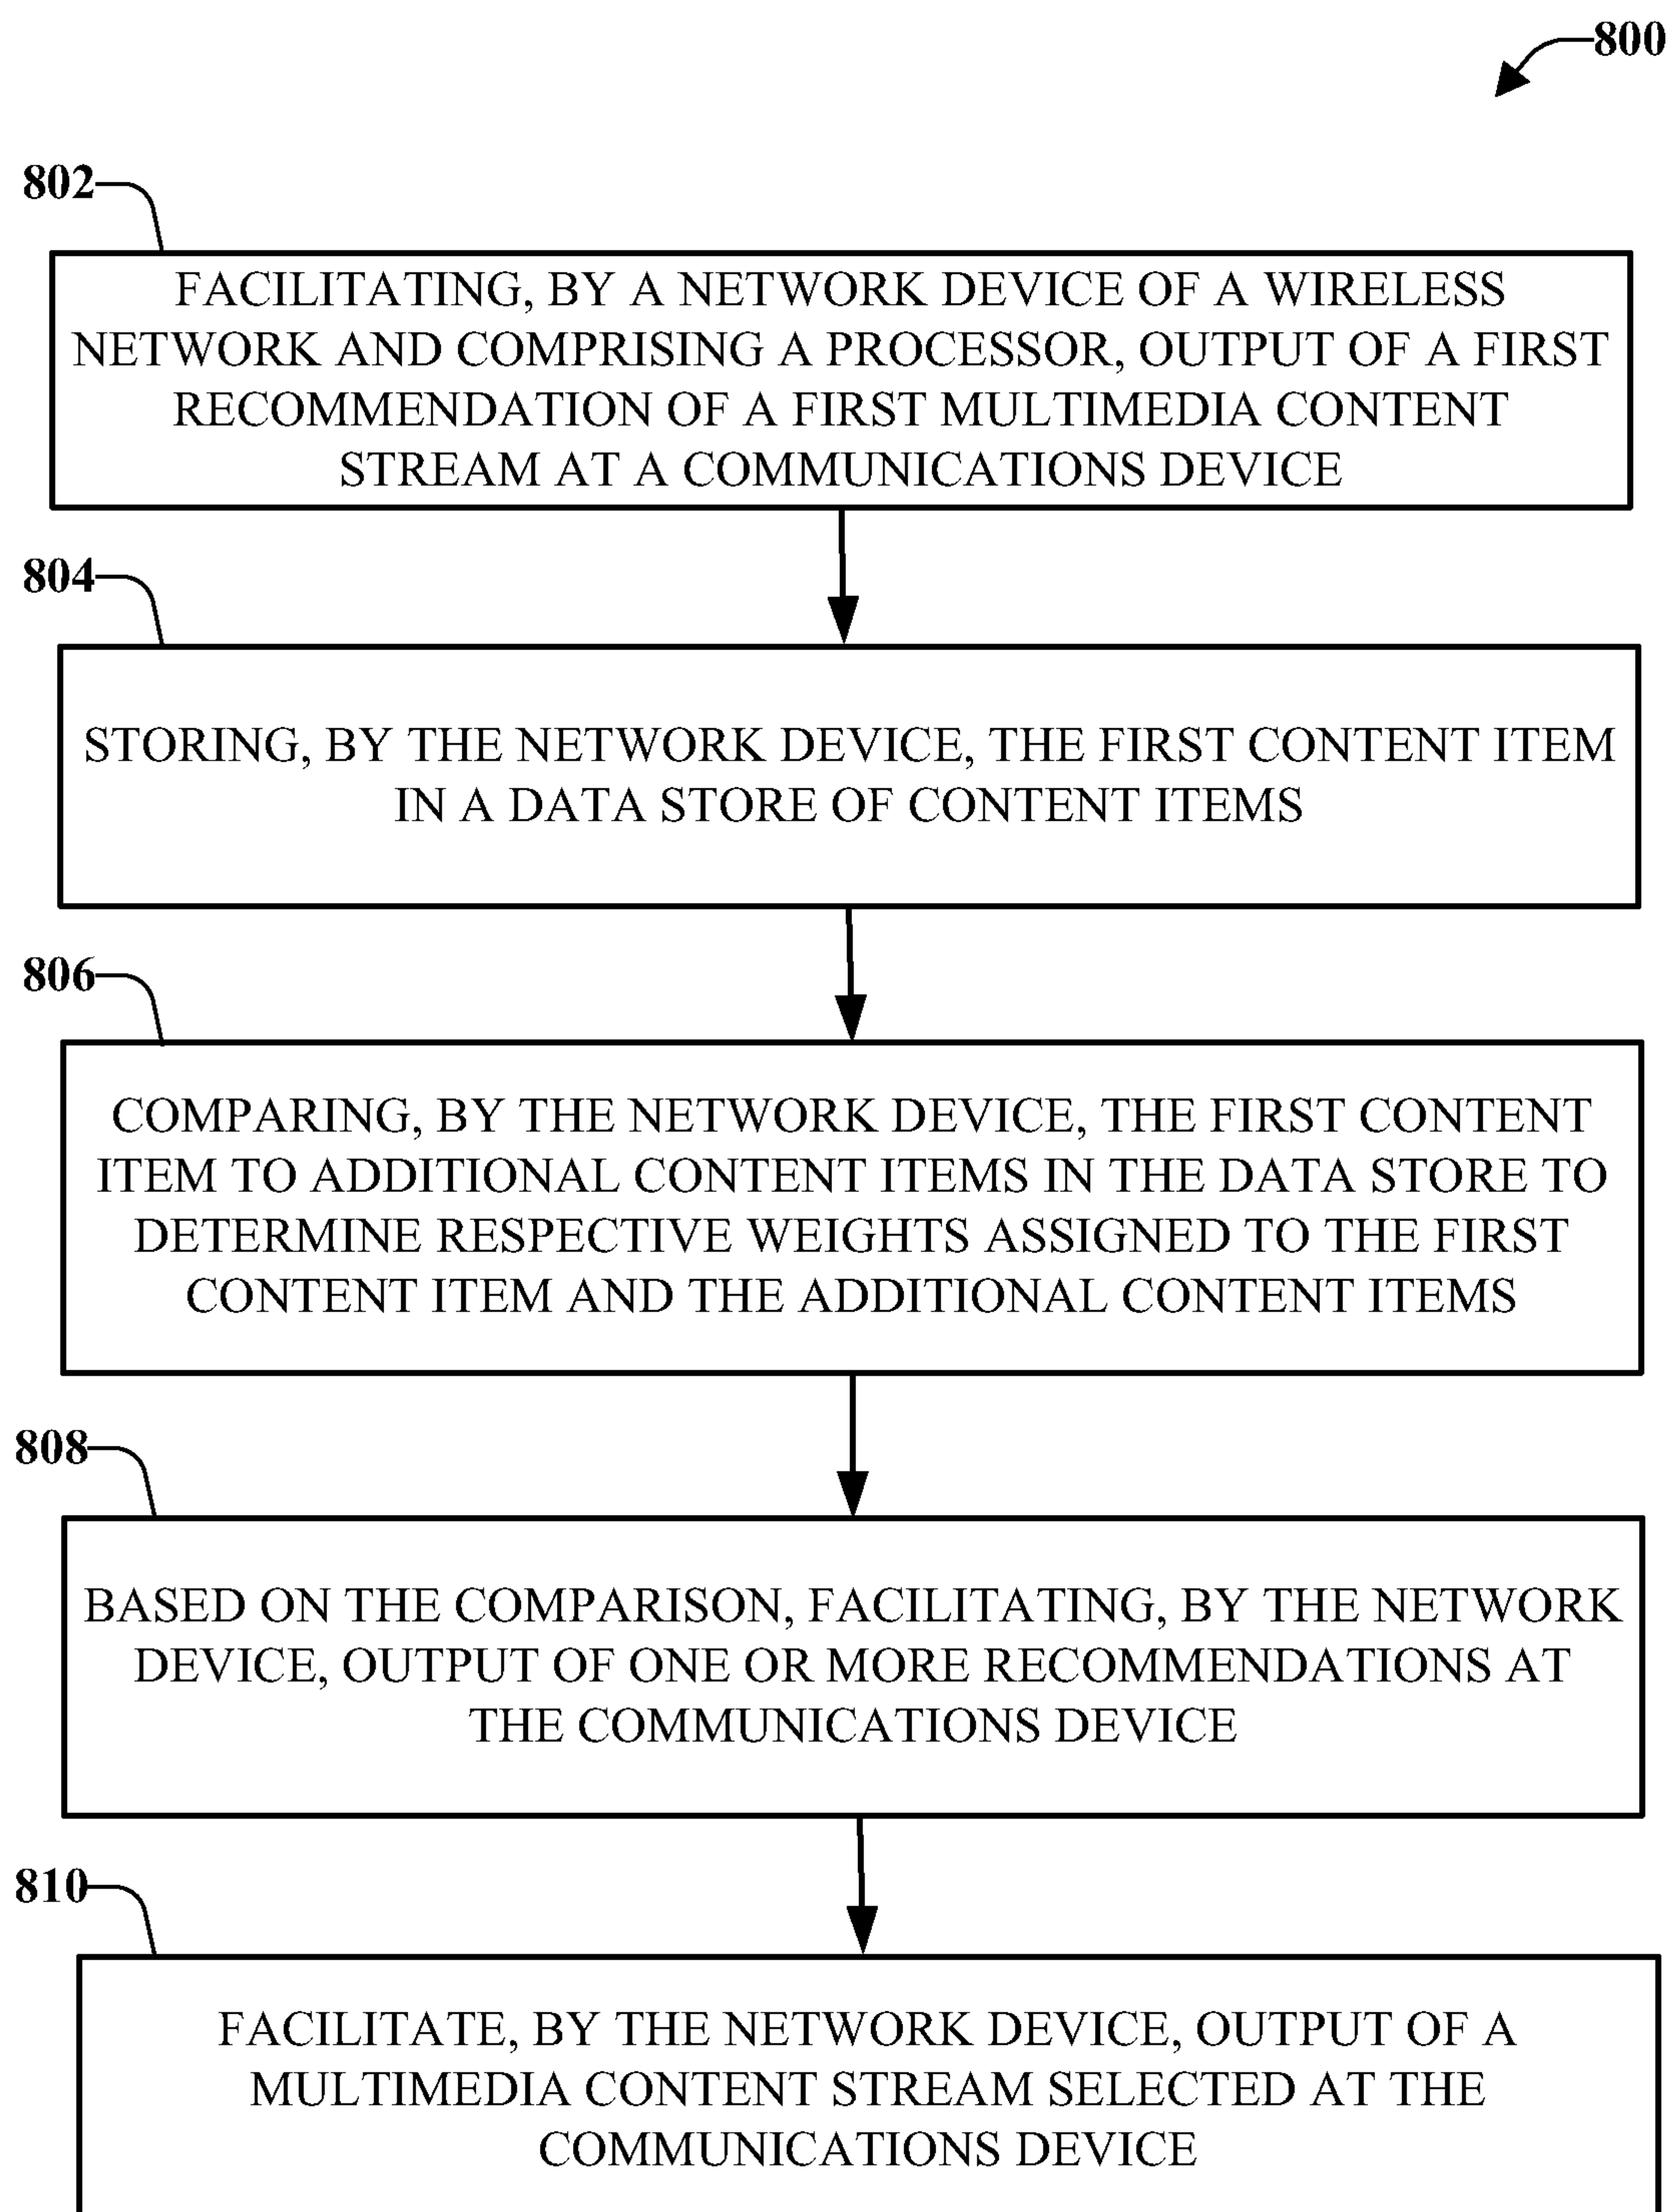 800
802
FACILITATING, BY A NETWORK DEVICE OF A WIRELESS
NETWORK AND COMPRISING A PROCESSOR, OUTPUT OF A FIRST
RECOMMENDATION OF A FIRST MULTIMEDIA CONTENT
STREAM AT A COMMUNICATIONS DEVICE
804
STORING, BY THE NETWORK DEVICE, THE FIRST CONTENT ITEM
IN A DATA STORE OF CONTENT ITEMS
806
COMPARING, BY THE NETWORK DEVICE, THE FIRST CONTENT
ITEM TO ADDITIONAL CONTENT ITEMS IN THE DATA STORE TO
DETERMINE RESPECTIVE WEIGHTS ASSIGNED TO THE FIRST
CONTENT ITEM AND THE ADDITIONAL CONTENT ITEMS
808
BASED ON THE COMPARISON, FACILITATING, BY THE NETWORK
DEVICE, OUTPUT OF ONE OR MORE RECOMMENDATIONS AT
THE COMMUNICATIONS DEVICE
810
FACILITATE, BY THE NETWORK DEVICE, OUTPUT OF A
MULTIMEDIA CONTENT STREAM SELECTED AT THE
COMMUNICATIONS DEVICE